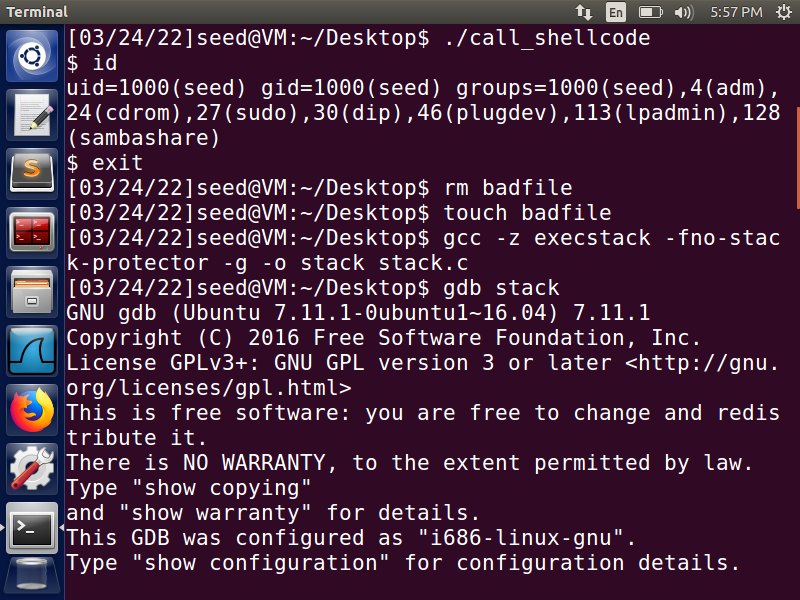 Terminal
En
5:57 PM
[03/24/22]seed@VM:~/Desktop$ ./call_shellcode
$ id
uid=1000(seed) gid=1000(seed) groups=1000(seed),4(adm),
24(cdrom),27(sudo),30(dip),46(plugdev),113(lpadmin),128
(sambashare)
$ exit
[03/24/22]seed@VM:~/Desktop$ rm badfile
[03/24/22]seed@VM:~/Desktop$ touch badfile
[03/24/22]seed@VM:~/Desktop$ gcc -z execstack -fno-stac
k-protector -g -o stack stack.c
[03/24/22]seed@VM:~/Desktop$ gdb stack
GNU gdb (Ubuntu 7.11.1-0ubuntu1~16.04) 7.11.1
Copyright (C) 2016 Free Software Foundation, Inc.
License GPLv3+: GNU GPL version 3 or later <http://gnu.
org/licenses/gpl.html>
This is free software: you are free to change and redis
tribute it.
There is NO WARRANTY, to the extent permitted by law.
Type "show copying"
and "show warranty" for details.
This GDB was configured as "i686-linux-gnu".
Type "show configuration" for configuration details.